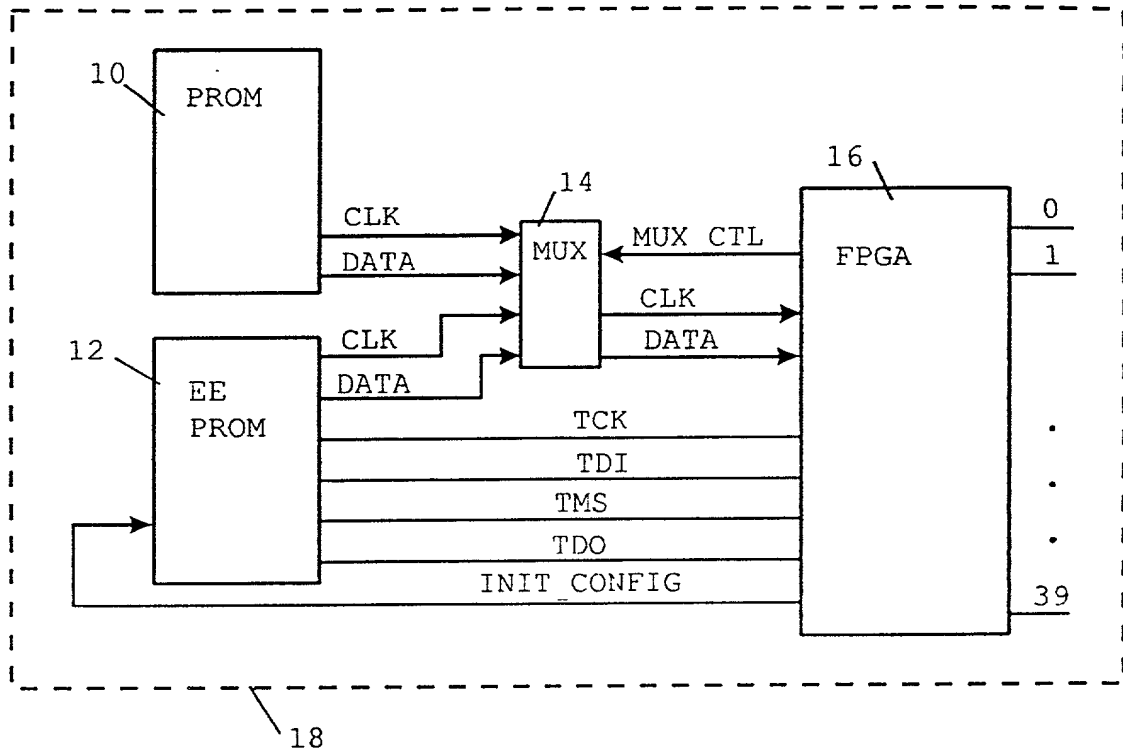 10
PROM
CLK
DATA
14
MUX
MUX CTL
CLK
DATA
16
FPGA
0
1
39
12
EE
PROM
CLK
DATA
TCK
TDI
TMS
TDO
INIT_CONFIG
18